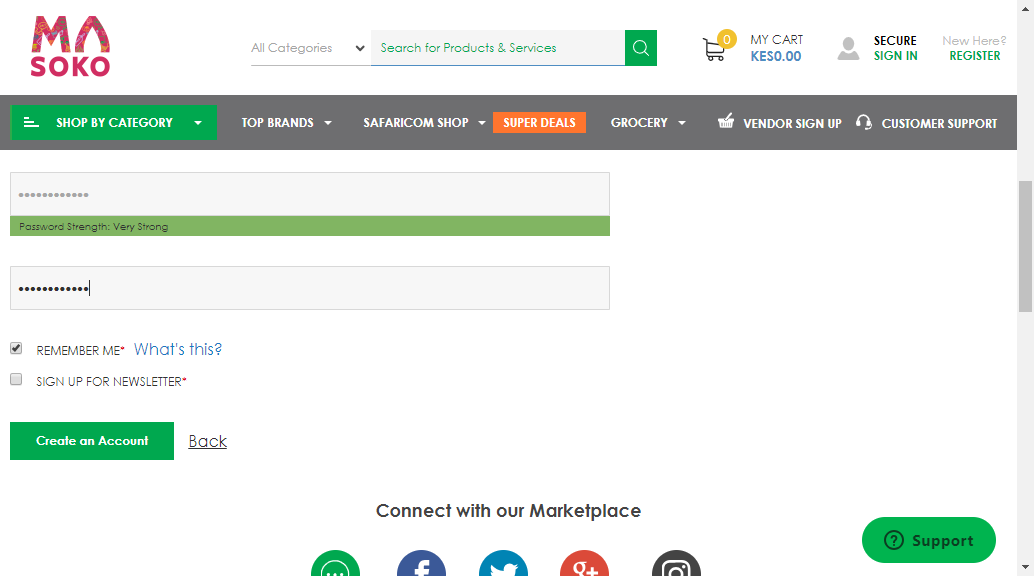 MA
SOKO
All Categories
Search for Products & Services
0
MY CART
KES0.00
SECURE
SIGN IN
New Here?
REGISTER
SHOP BY CATEGORY
TOP BRANDS
SAFARICOM SHOP
SUPER DEALS
GROCERY
VENDOR SIGN UP
CUSTOMER SUPPORT
••••••••••••
Password Strength: Very Strong
••••••••••••
REMEMBER ME* What's this?
SIGN UP FOR NEWSLETTER*
Create an Account
Back
Connect with our Marketplace
f
g+
? Support